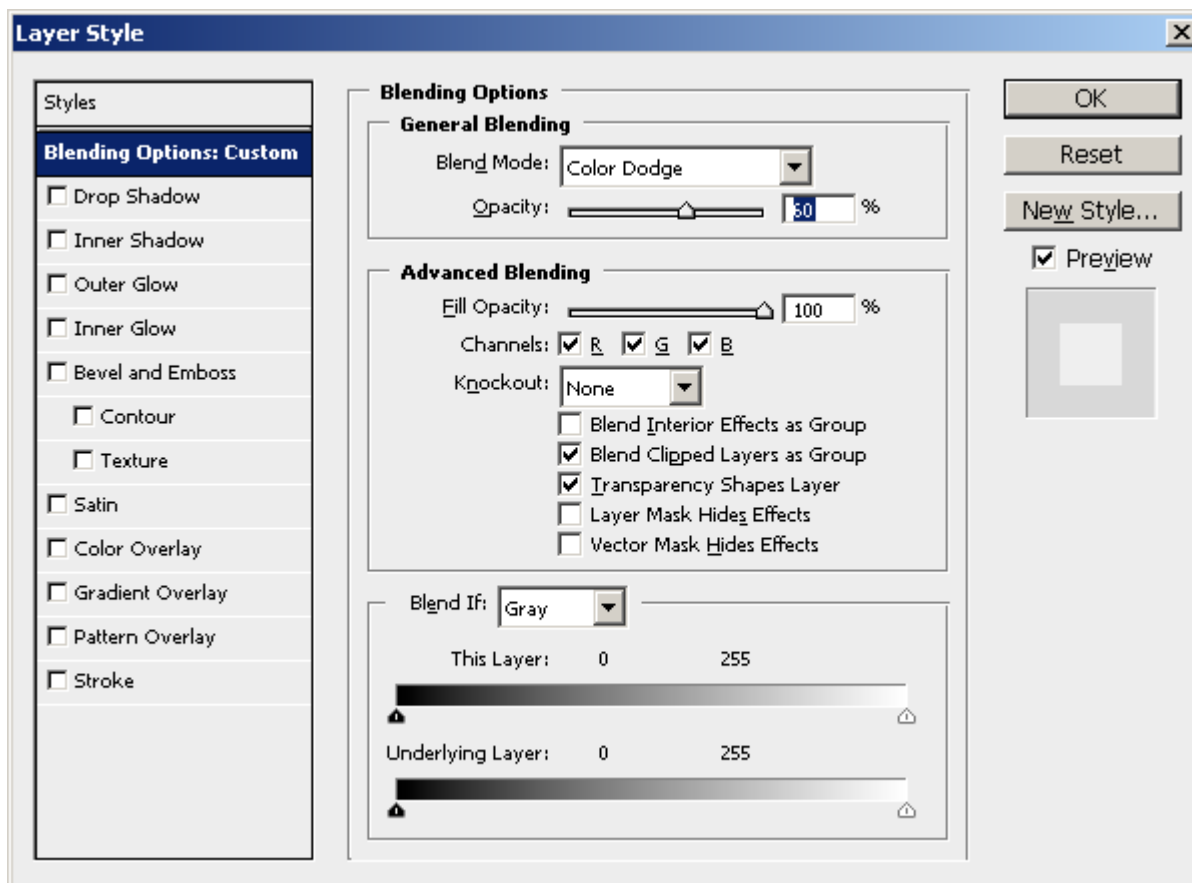 Layer Style
Styles
Blending Options: Custom
Drop Shadow
Inner Shadow
Outer Glow
Inner Glow
Bevel and Emboss
Contour
Texture
Satin
Color Overlay
Gradient Overlay
Pattern Overlay
Stroke
Blending Options
General Blending
Blend Mode: Color Dodge
Opacity: 60 %
Advanced Blending
Fill Opacity: 100 %
Channels: R G B
Knockout: None
Blend Interior Effects as Group
Blend Clipped Layers as Group
Transparency Shapes Layer
Layer Mask Hides Effects
Vector Mask Hides Effects
Blend If: Gray
This Layer: 0 255
Underlying Layer: 0 255
OK
Reset
New Style...
Preview